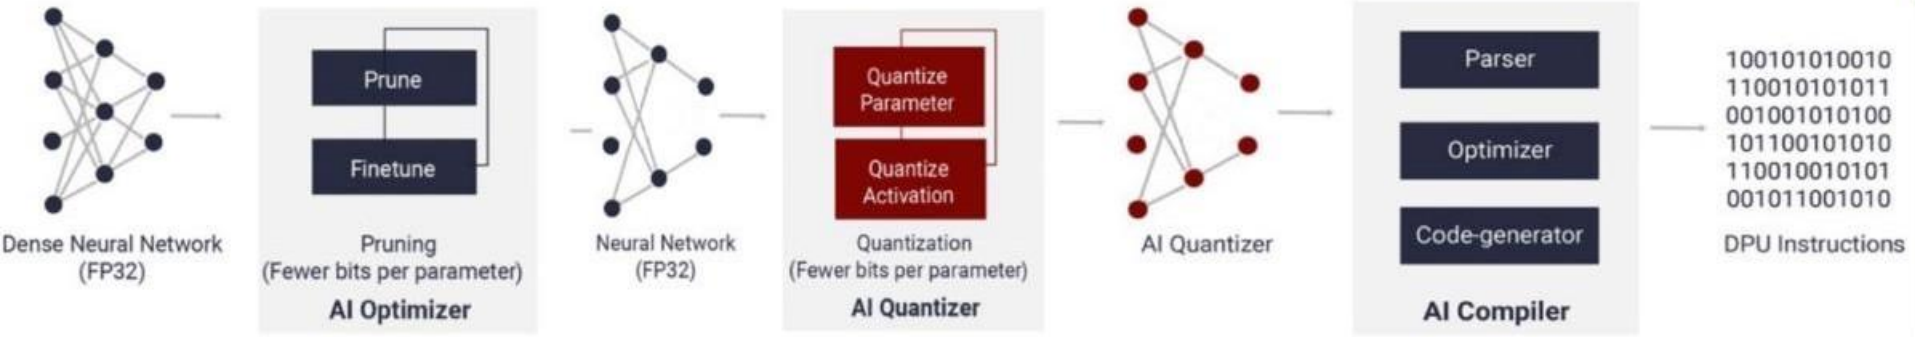 Dense Neural Network
(FP32)
Prune
Finetune
Pruning
(Fewer bits per parameter)
AI Optimizer
Neural Network
(FP32)
Quantize
Parameter
Quantize
Activation
Quantization
(Fewer bits per parameter)
AI Quantizer
AI Quantizer
Parser
Optimizer
Code-generator
AI Compiler
100101010010
110010101011
001001010100
101100101010
110010010101
001011001010
DPU Instructions